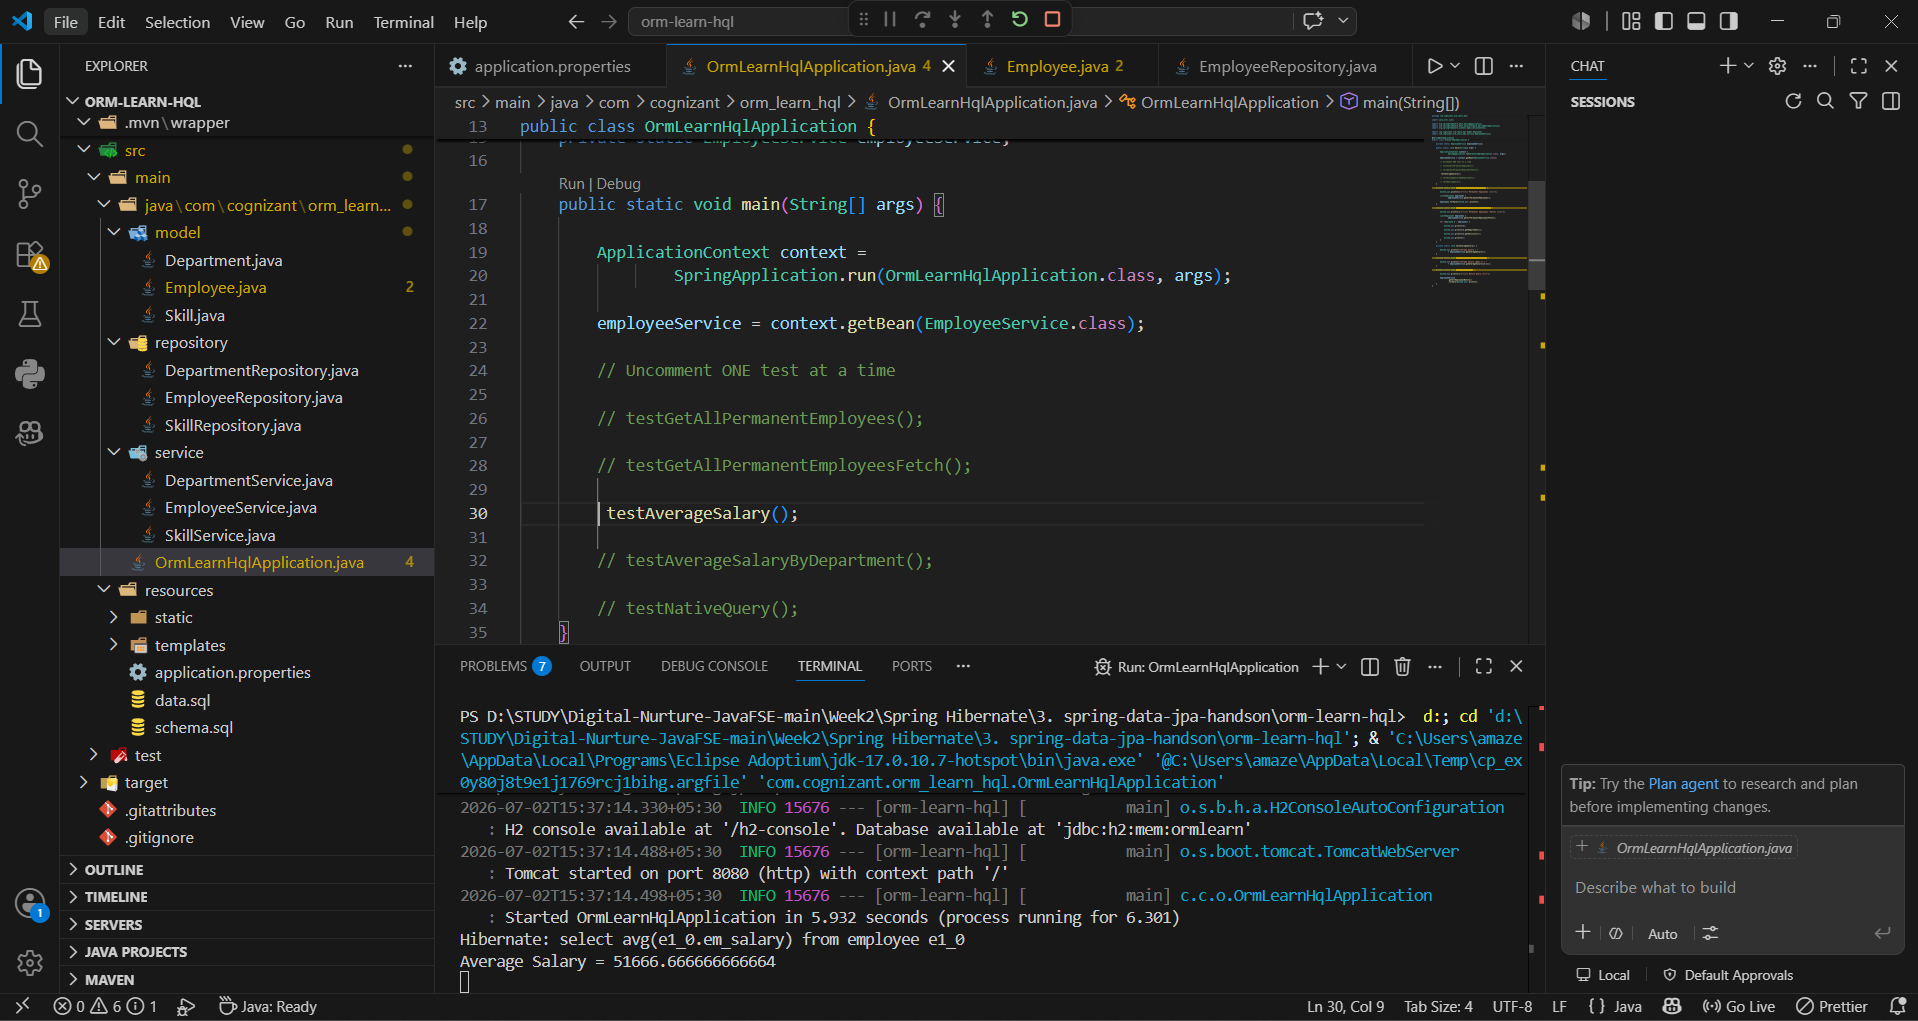 File Edit Selection View Go Run Terminal Help
orm-learn-hql
EXPLORER
ORM-LEARN-HQL
.mvn\wrapper
src
main
java\com\cognizant\orm_learn...
model
Department.java
Employee.java 2
Skill.java
repository
DepartmentRepository.java
EmployeeRepository.java
SkillRepository.java
service
DepartmentService.java
EmployeeService.java
SkillService.java
OrmLearnHqlApplication.java 4
resources
static
templates
application.properties
data.sql
schema.sql
test
target
.gitattributes
.gitignore
OUTLINE
TIMELINE
SERVERS
JAVA PROJECTS
MAVEN
1
application.properties OrmLearnHqlApplication.java 4 Employee.java 2 EmployeeRepository.java
src > main > java > com > cognizant > orm_learn_hql > OrmLearnHqlApplication.java > OrmLearnHqlApplication > main(String[])
13 public class OrmLearnHqlApplication {
15 private static EmployeeService employeeService;
16
Run | Debug
17 public static void main(String[] args) {
18
19 ApplicationContext context =
20 SpringApplication.run(OrmLearnHqlApplication.class, args);
21
22 employeeService = context.getBean(EmployeeService.class);
23
24 // Uncomment ONE test at a time
25
26 // testGetAllPermanentEmployees();
27
28 // testGetAllPermanentEmployeesFetch();
29
30 testAverageSalary();
31
32 // testAverageSalaryByDepartment();
33
34 // testNativeQuery();
35 }
PROBLEMS 7 OUTPUT DEBUG CONSOLE TERMINAL PORTS
Run: OrmLearnHqlApplication
PS D:\STUDY\Digital-Nurture-JavaFSE-main\Week2\Spring Hibernate\3. spring-data-jpa-handson\orm-learn-hql> d:; cd 'd:\
STUDY\Digital-Nurture-JavaFSE-main\Week2\Spring Hibernate\3. spring-data-jpa-handson\orm-learn-hql'; & 'C:\Users\amaze
\AppData\Local\Programs\Eclipse Adoptium\jdk-17.0.10.7-hotspot\bin\java.exe' '@C:\Users\amaze\AppData\Local\Temp\cp_ex
0y80j8t9e1j1769rcj1bihg.argfile' 'com.cognizant.orm_learn_hql.OrmLearnHqlApplication'
2026-07-02T15:37:14.330+05:30 INFO 15676 --- [orm-learn-hql] [ main] o.s.b.h.a.H2ConsoleAutoConfiguration
: H2 console available at '/h2-console'. Database available at 'jdbc:h2:mem:ormlearn'
2026-07-02T15:37:14.488+05:30 INFO 15676 --- [orm-learn-hql] [ main] o.s.boot.tomcat.TomcatWebServer
: Tomcat started on port 8080 (http) with context path '/'
2026-07-02T15:37:14.498+05:30 INFO 15676 --- [orm-learn-hql] [ main] c.c.o.OrmLearnHqlApplication
: Started OrmLearnHqlApplication in 5.932 seconds (process running for 6.301)
Hibernate: select avg(e1_0.em_salary) from employee e1_0
Average Salary = 51666.666666666664
CHAT
SESSIONS
Tip: Try the Plan agent to research and plan
before implementing changes.
OrmLearnHqlApplication.java
Describe what to build
Auto
Local Default Approvals
0 6 1 Java: Ready
Ln 30, Col 9 Tab Size: 4 UTF-8 LF { } Java Go Live Prettier